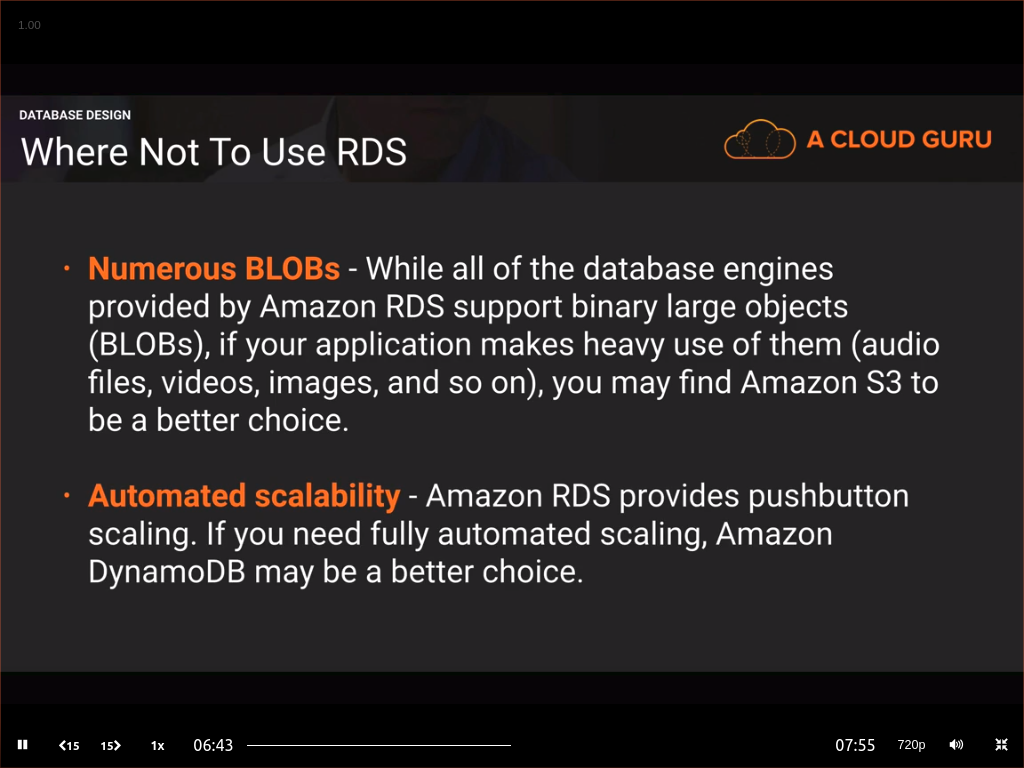 1.00
DATABASE DESIGN
Where Not To Use RDS
A CLOUD GURU
· Numerous BLOBs - While all of the database engines
provided by Amazon RDS support binary large objects
(BLOBs), if your application makes heavy use of them (audio
files, videos, images, and so on), you may find Amazon S3 to
be a better choice.
· Automated scalability - Amazon RDS provides pushbutton
scaling. If you need fully automated scaling, Amazon
DynamoDB may be a better choice.
15 15 1x 06:43 07:55 720p